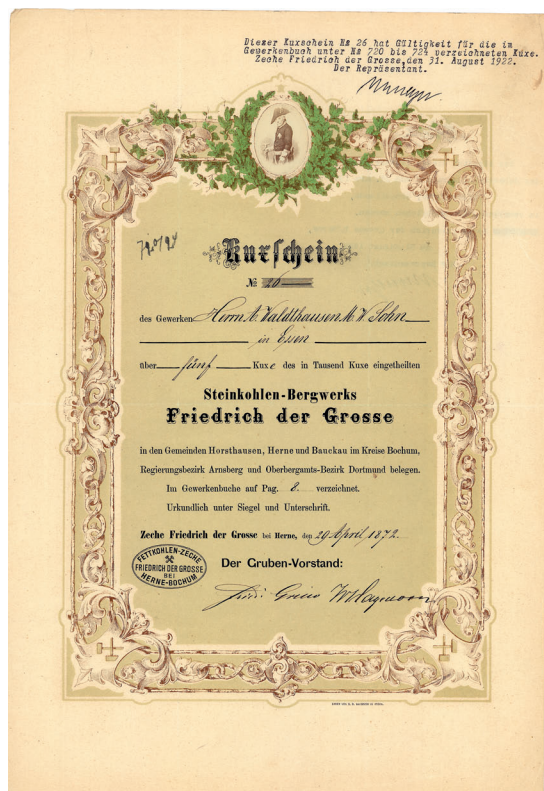 Dieser Kuxschein № 26 hat Gültigkeit für die im
Gewerkenbuch unter № 720 bis 724 verzeichneten Kuxe.
Zeche Friedrich der Grosse, den 31. August 1922.
Der Repräsentant.
720/24
Kuxschein
№ 26
des Gewerken Herrn A. Waldthausen M. W. Sohn
in Essen
über fünf Kuxe des in Tausend Kuxe eingetheilten
Steinkohlen-Bergwerks
Friedrich der Grosse
in den Gemeinden Horsthausen, Herne und Bauckau im Kreise Bochum,
Regierungsbezirk Arnsberg und Oberbergamts-Bezirk Dortmund belegen.
Im Gewerkenbuche auf Pag. 8. verzeichnet.
Urkundlich unter Siegel und Unterschrift.
Zeche Friedrich der Grosse bei Herne, den 29 April, 1872.
FETTKOHLEN-ZECHE
FRIEDRICH DER GROSSE
BEI
HERNE-BOCHUM
Der Gruben-Vorstand: